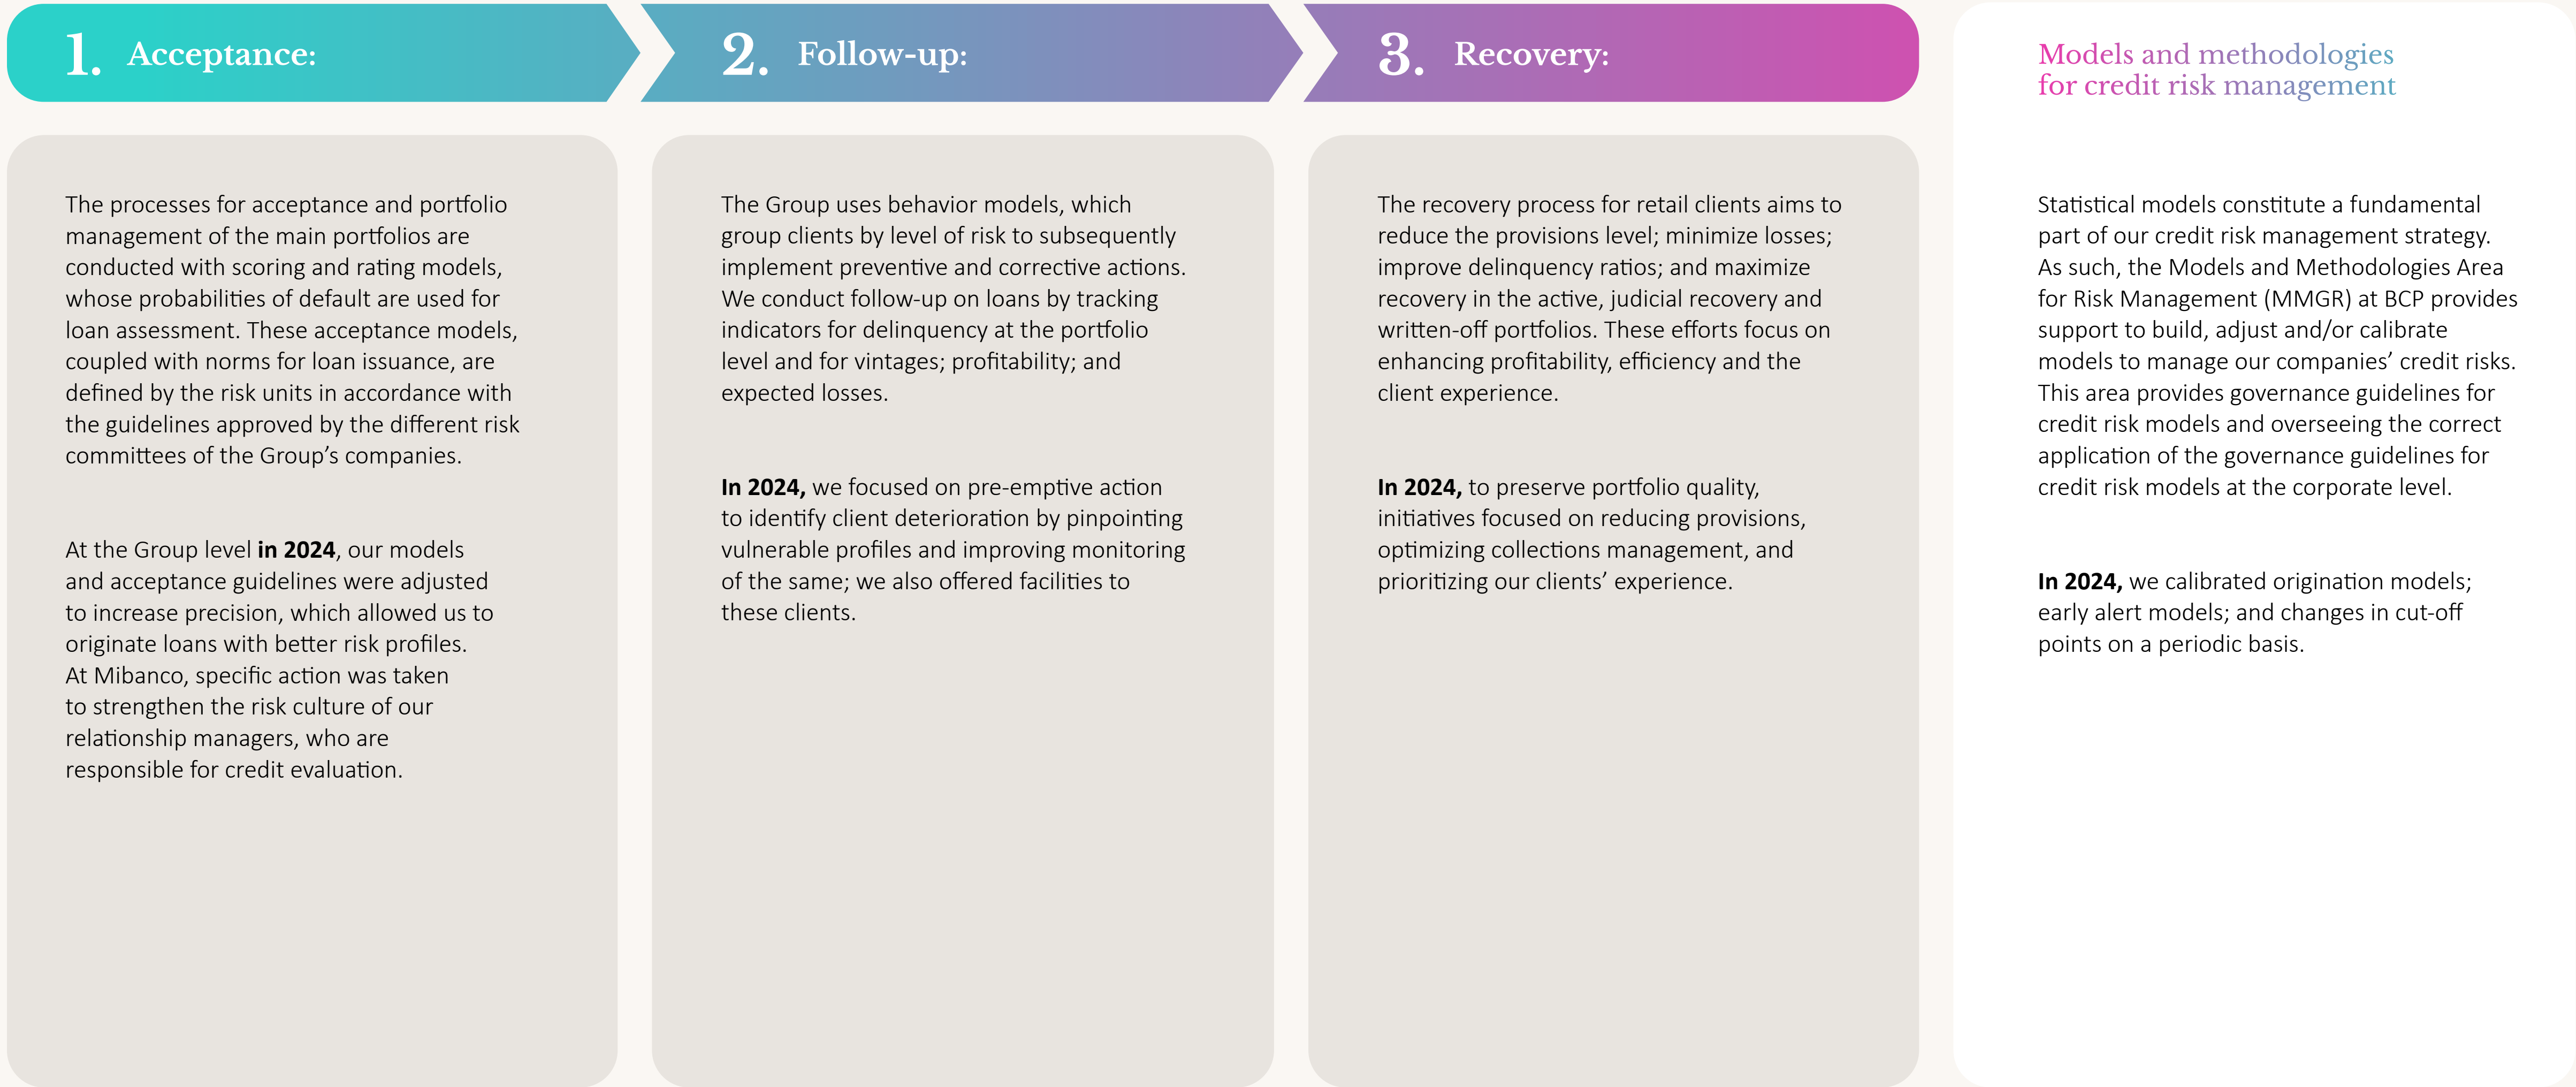 1. Acceptance:
The processes for acceptance and portfolio
management of the main portfolios are
conducted with scoring and rating models,
whose probabilities of default are used for
loan assessment. These acceptance models,
coupled with norms for loan issuance, are
defined by the risk units in accordance with
the guidelines approved by the different risk
committees of the Group’s companies.
At the Group level in 2024, our models
and acceptance guidelines were adjusted
to increase precision, which allowed us to
originate loans with better risk profiles.
At Mibanco, specific action was taken
to strengthen the risk culture of our
relationship managers, who are
responsible for credit evaluation.
2. Follow-up:
The Group uses behavior models, which
group clients by level of risk to subsequently
implement preventive and corrective actions.
We conduct follow-up on loans by tracking
indicators for delinquency at the portfolio
level and for vintages; profitability; and
expected losses.
In 2024, we focused on pre-emptive action
to identify client deterioration by pinpointing
vulnerable profiles and improving monitoring
of the same; we also offered facilities to
these clients.
3. Recovery:
The recovery process for retail clients aims to
reduce the provisions level; minimize losses;
improve delinquency ratios; and maximize
recovery in the active, judicial recovery and
written-off portfolios. These efforts focus on
enhancing profitability, efficiency and the
client experience.
In 2024, to preserve portfolio quality,
initiatives focused on reducing provisions,
optimizing collections management, and
prioritizing our clients’ experience.
Models and methodologies
for credit risk management
Statistical models constitute a fundamental
part of our credit risk management strategy.
As such, the Models and Methodologies Area
for Risk Management (MMGR) at BCP provides
support to build, adjust and/or calibrate
models to manage our companies’ credit risks.
This area provides governance guidelines for
credit risk models and overseeing the correct
application of the governance guidelines for
credit risk models at the corporate level.
In 2024, we calibrated origination models;
early alert models; and changes in cut-off
points on a periodic basis.